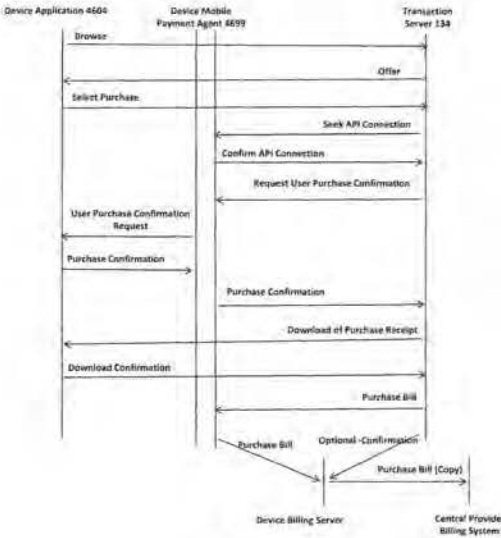 Device Application 4604
Device Mobile
Payment Agent 4699
Transaction
Server 134
Browse
Offer
Select Purchase
Seek API Connection
Confirm API Connection
Request User Purchase Confirmation
User Purchase Confirmation
Request
Purchase Confirmation
Purchase Confirmation
Download of Purchase Receipt
Download Confirmation
Purchase Bill
Purchase Bill
Optional -Confirmation
Purchase Bill (Copy)
Device Billing Server
Central Provide
Billing System